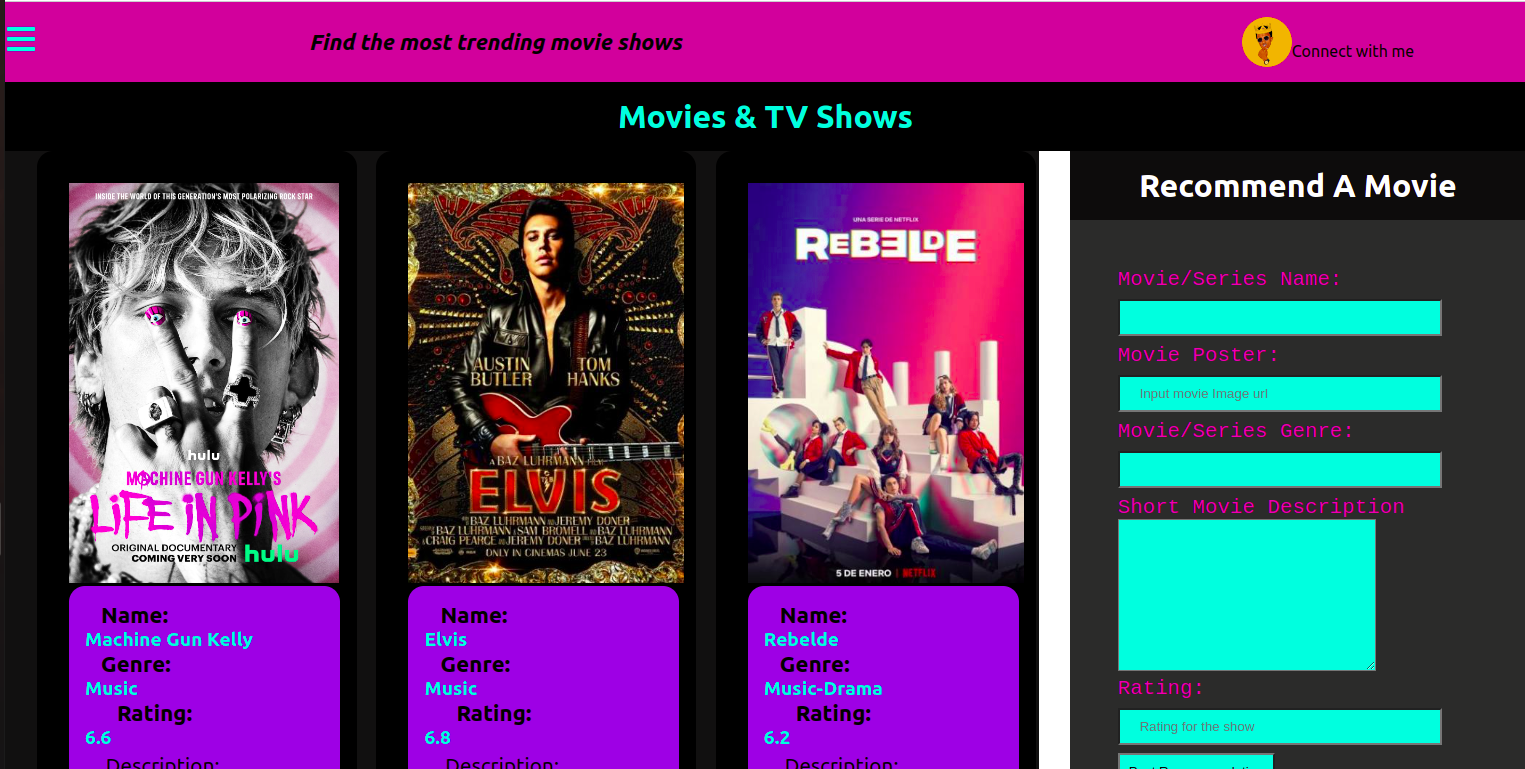 Find the most trending movie shows
Connect with me
Movies & TV Shows
INSIDE THE WORLD OF THIS GENERATION'S MOST POLARIZING ROCK STAR
hulu
MACHINE GUN KELLY'S
LIFE IN PINK
ORIGINAL DOCUMENTARY
COMING VERY SOON
hulu
Name:
Machine Gun Kelly
Genre:
Music
Rating:
6.6
Description:
AUSTIN BUTLER
TOM HANKS
A BAZ LUHRMANN FILM
ELVIS
BAZ LUHRMANN AND JEREMY DONER
BAZ LUHRMANN & SAM BROMELL AND BAZ LUHRMANN
& CRAIG PEARCE AND JEREMY DONER AND BAZ LUHRMANN
ONLY IN CINEMAS JUNE 23
Name:
Elvis
Genre:
Music
Rating:
6.8
Description:
UNA SERIE DE NETFLIX
REBELDE
5 DE ENERO | NETFLIX
Name:
Rebelde
Genre:
Music-Drama
Rating:
6.2
Description:
Recommend A Movie
Movie/Series Name:
Movie Poster:
Input movie Image url
Movie/Series Genre:
Short Movie Description
Rating:
Rating for the show